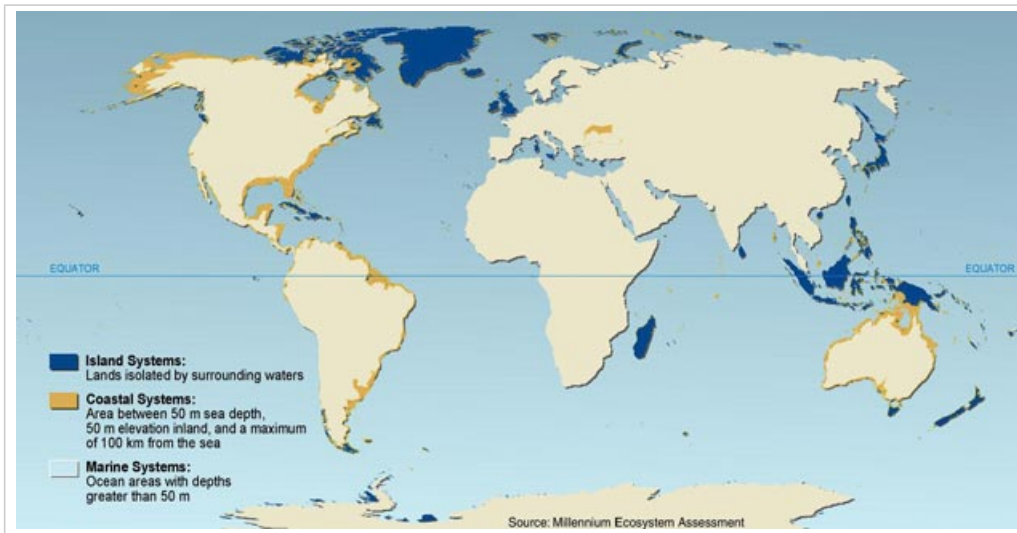 EQUATOR
EQUATOR
Island Systems:
Lands isolated by surrounding waters
Coastal Systems:
Area between 50 m sea depth,
50 m elevation inland, and a maximum
of 100 km from the sea
Marine Systems:
Ocean areas with depths
greater than 50 m
Source: Millennium Ecosystem Assessment